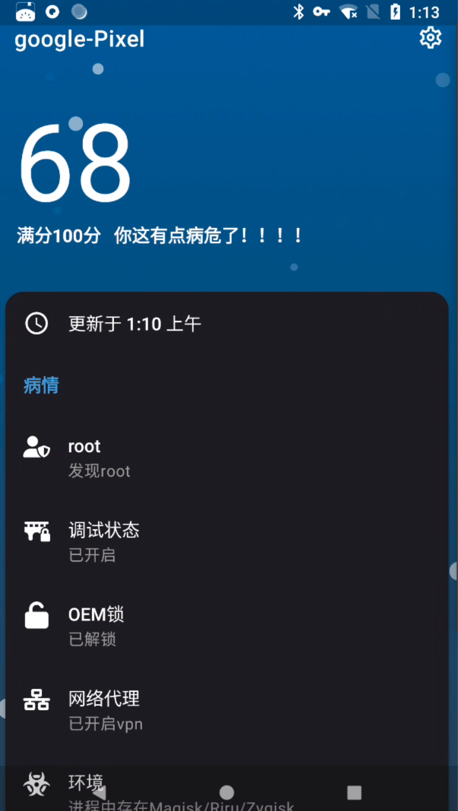 1:13
google-Pixel
68
满分100分 你这有点病危了！！！！
更新于 1:10 上午
病情
root
发现root
调试状态
已开启
OEM锁
已解锁
网络代理
已开启vpn
环境
进程中存在Magisk/Riru/Zygisk